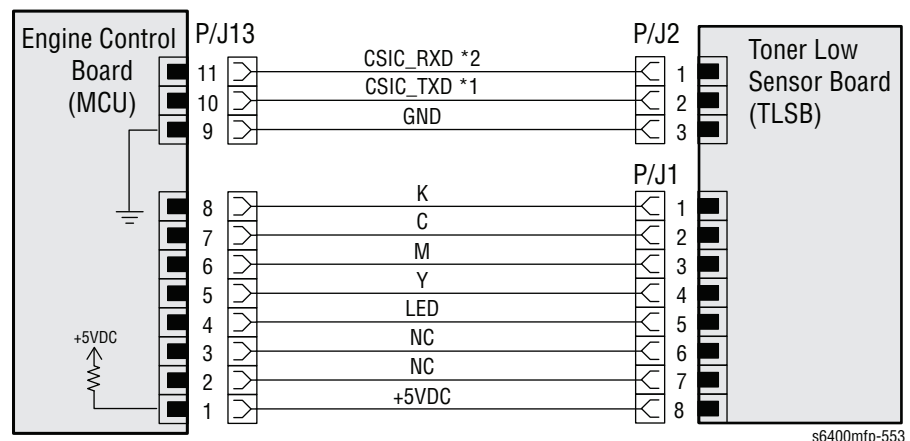 Engine Control
Board
(MCU)
P/J13
P/J2
Toner Low
Sensor Board
(TLSB)
11 CSIC_RXD *2 1
10 CSIC_TXD *1 2
9 GND 3
P/J1
8 K 1
7 C 2
6 M 3
5 Y 4
4 LED 5
+5VDC
3 NC 6
2 NC 7
1 +5VDC 8
s6400mfp-553